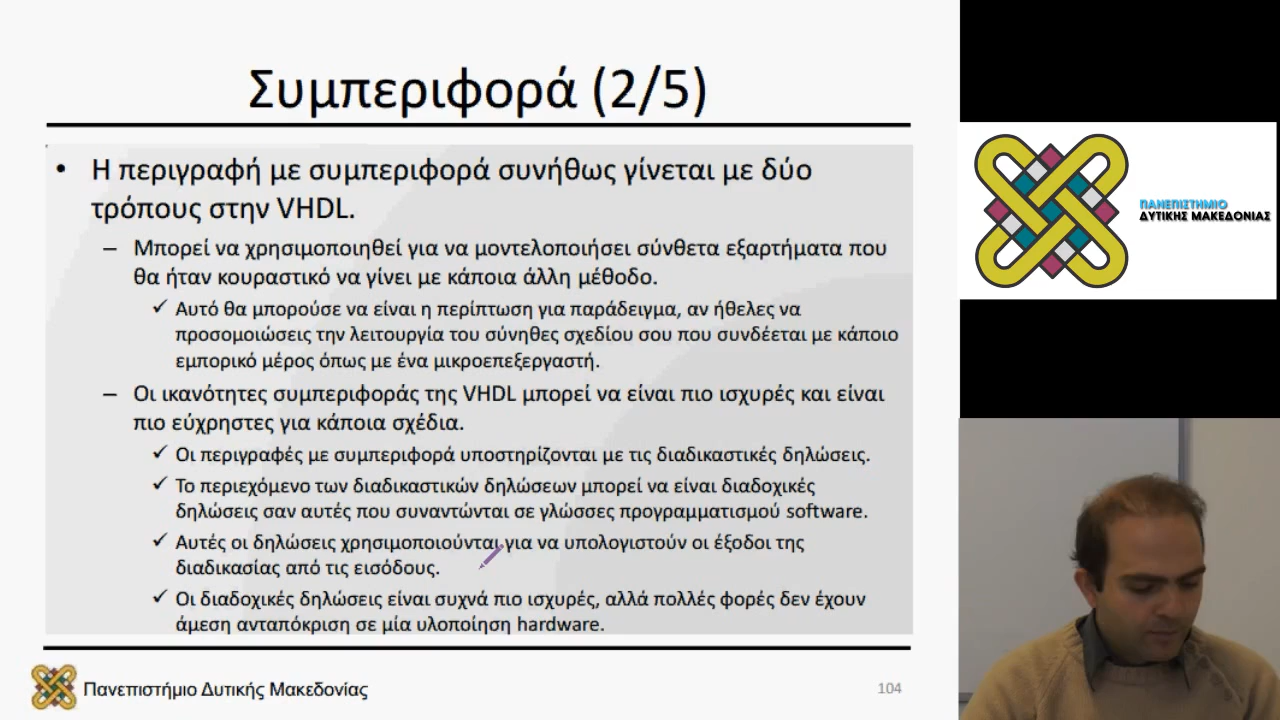 Συμπεριφορά (2/5)
• Η περιγραφή με συμπεριφορά συνήθως γίνεται με δύο
τρόπους στην VHDL.
– Μπορεί να χρησιμοποιηθεί για να μοντελοποιήσει σύνθετα εξαρτήματα που
θα ήταν κουραστικό να γίνει με κάποια άλλη μέθοδο.
✓ Αυτό θα μπορούσε να είναι η περίπτωση για παράδειγμα, αν ήθελες να
προσομοιώσεις την λειτουργία του σύνηθες σχεδίου σου που συνδέεται με κάποιο
εμπορικό μέρος όπως με ένα μικροεπεξεργαστή.
– Οι ικανότητες συμπεριφοράς της VHDL μπορεί να είναι πιο ισχυρές και είναι
πιο εύχρηστες για κάποια σχέδια.
✓ Οι περιγραφές με συμπεριφορά υποστηρίζονται με τις διαδικαστικές δηλώσεις.
✓ Το περιεχόμενο των διαδικαστικών δηλώσεων μπορεί να είναι διαδοχικές
δηλώσεις σαν αυτές που συναντώνται σε γλώσσες προγραμματισμού software.
✓ Αυτές οι δηλώσεις χρησιμοποιούνται για να υπολογιστούν οι έξοδοι της
διαδικασίας από τις εισόδους.
✓ Οι διαδοχικές δηλώσεις είναι συχνά πιο ισχυρές, αλλά πολλές φορές δεν έχουν
άμεση ανταπόκριση σε μία υλοποίηση hardware.
Πανεπιστήμιο Δυτικής Μακεδονίας
104
ΠΑΝΕΠΙΣΤΗΜΙΟ
ΔΥΤΙΚΗΣ ΜΑΚΕΔΟΝΙΑΣ